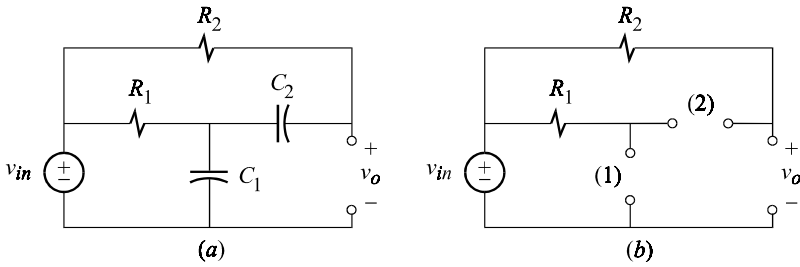 R2 R2
R1 C2 R1 (2)
+ +
vin + − C1 vo vin + − (1) vo
− −
(a) (b)